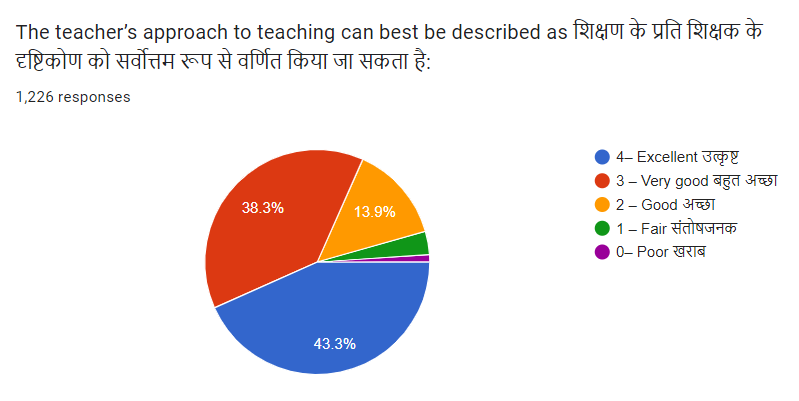 The teacher’s approach to teaching can best be described as शिक्षण के प्रति शिक्षक के
दृष्टिकोण को सर्वोत्तम रूप से वर्णित किया जा सकता है:
1,226 responses
4– Excellent उत्कृष्ट
3 – Very good बहुत अच्छा
2 – Good अच्छा
1 – Fair संतोषजनक
0– Poor खराब
38.3%
13.9%
43.3%